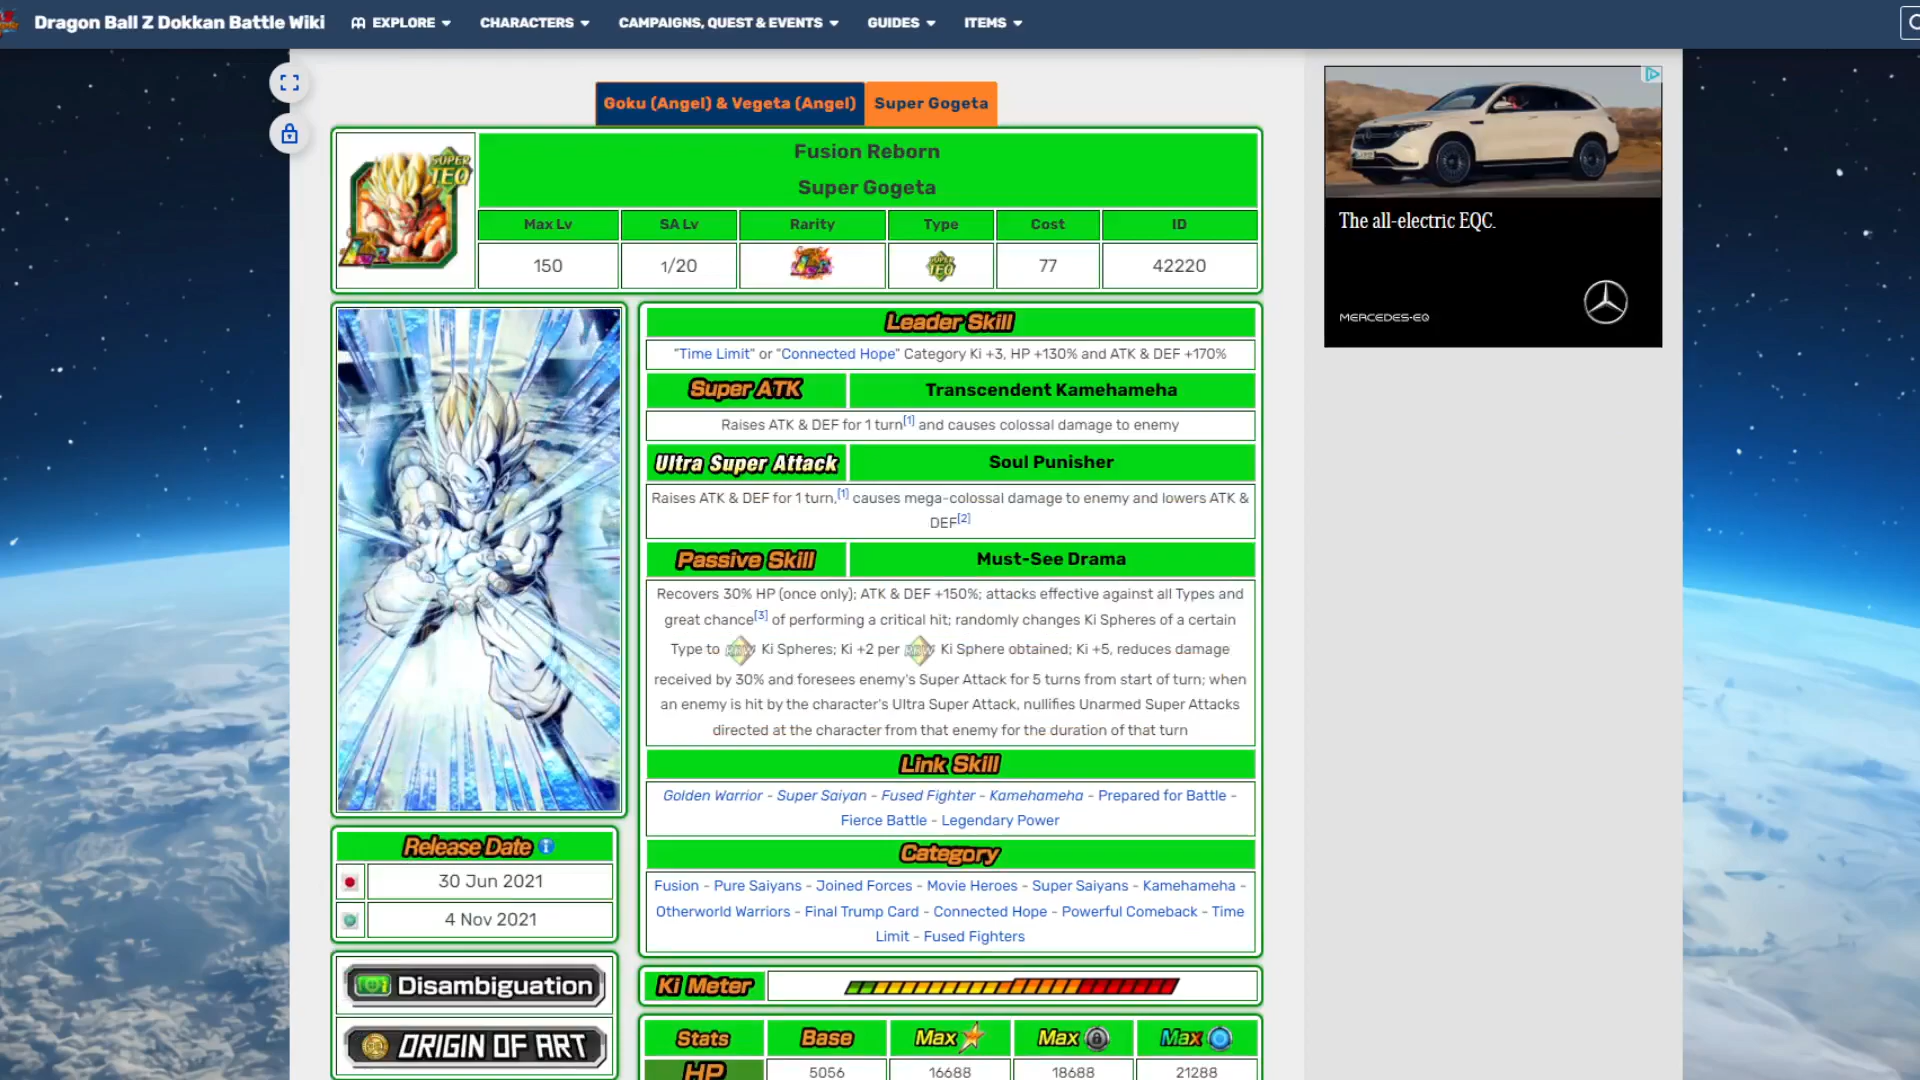 Dragon Ball Z Dokkan Battle Wiki
EXPLORE
CHARACTERS
CAMPAIGNS, QUEST & EVENTS
GUIDES
ITEMS
Goku (Angel) & Vegeta (Angel)
Super Gogeta
SUPER
TEQ
LR
Fusion Reborn
Super Gogeta
Max Lv
SA Lv
Rarity
Type
Cost
ID
150
1/20
LR
SUPER TEQ
77
42220
The all-electric EQC.
MERCEDES-EQ
Leader Skill
"Time Limit" or "Connected Hope" Category Ki +3, HP +130% and ATK & DEF +170%
Super ATK
Transcendent Kamehameha
Raises ATK & DEF for 1 turn[1] and causes colossal damage to enemy
Ultra Super Attack
Soul Punisher
Raises ATK & DEF for 1 turn,[1] causes mega-colossal damage to enemy and lowers ATK &
DEF[2]
Passive Skill
Must-See Drama
Recovers 30% HP (once only); ATK & DEF +150%; attacks effective against all Types and
great chance[3] of performing a critical hit; randomly changes Ki Spheres of a certain
Type to RBW Ki Spheres; Ki +2 per RBW Ki Sphere obtained; Ki +5, reduces damage
received by 30% and foresees enemy's Super Attack for 5 turns from start of turn; when
an enemy is hit by the character's Ultra Super Attack, nullifies Unarmed Super Attacks
directed at the character from that enemy for the duration of that turn
Link Skill
Golden Warrior - Super Saiyan - Fused Fighter - Kamehameha - Prepared for Battle -
Fierce Battle - Legendary Power
Category
Fusion - Pure Saiyans - Joined Forces - Movie Heroes - Super Saiyans - Kamehameha -
Otherworld Warriors - Final Trump Card - Connected Hope - Powerful Comeback - Time
Limit - Fused Fighters
Release Date
30 Jun 2021
4 Nov 2021
Disambiguation
ORIGIN OF ART
Ki Meter
Stats
Base
Max
Max
Max
HP
5056
16688
18688
21288